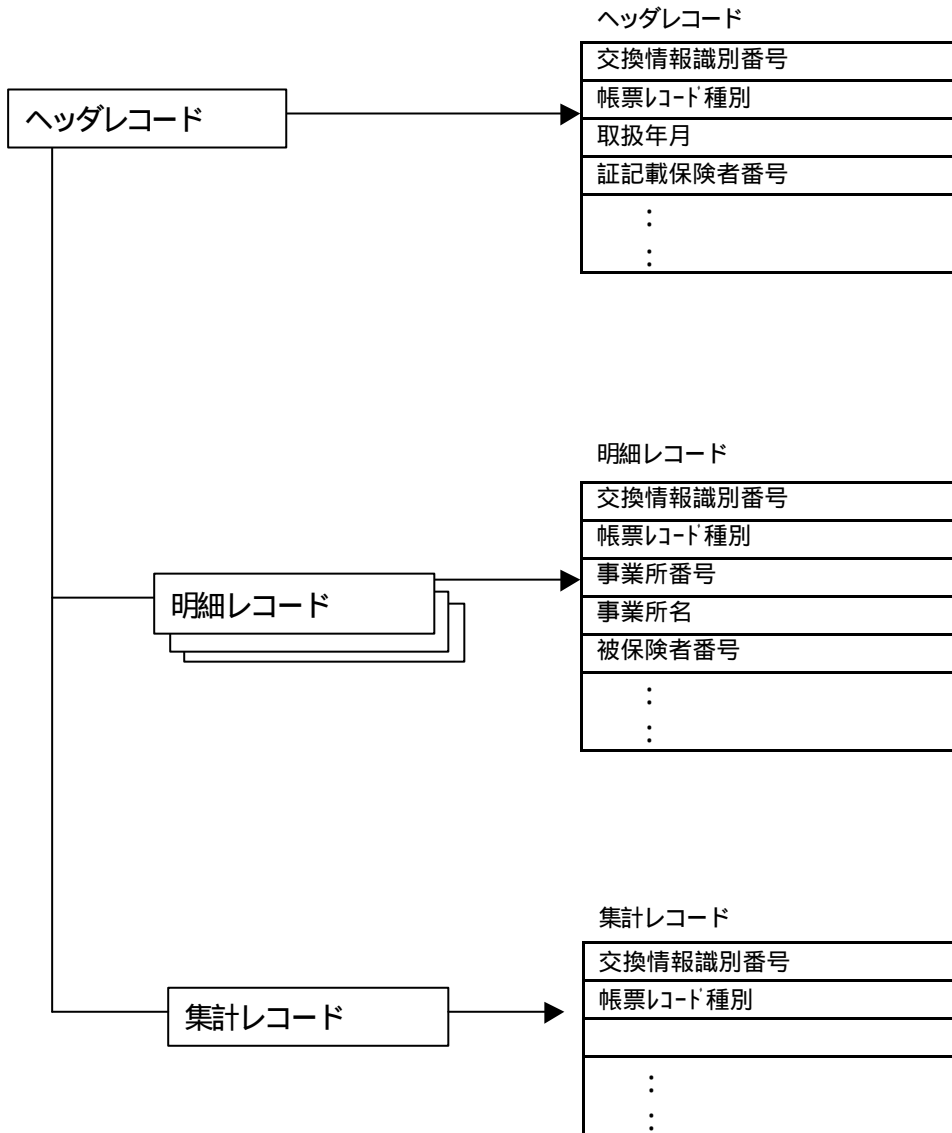 ヘッダレコード
交換情報識別番号
ヘッダレコード
帳票ﾚｺｰﾄﾞ種別
取扱年月
証記載保険者番号
：
：
明細レコード
交換情報識別番号
帳票ﾚｺｰﾄﾞ種別
明細レコード
事業所番号
事業所名
被保険者番号
：
：
集計レコード
交換情報識別番号
集計レコード
帳票ﾚｺｰﾄﾞ種別
：
：